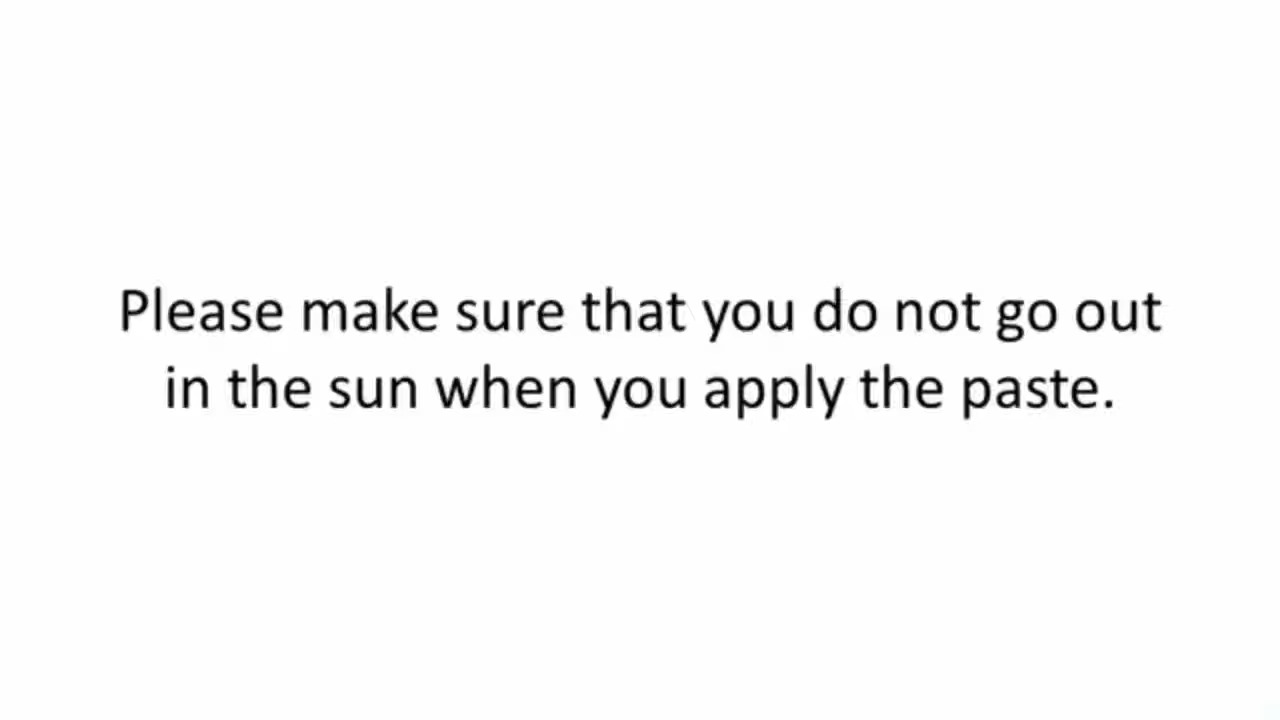 Please make sure that you do not go out
in the sun when you apply the paste.